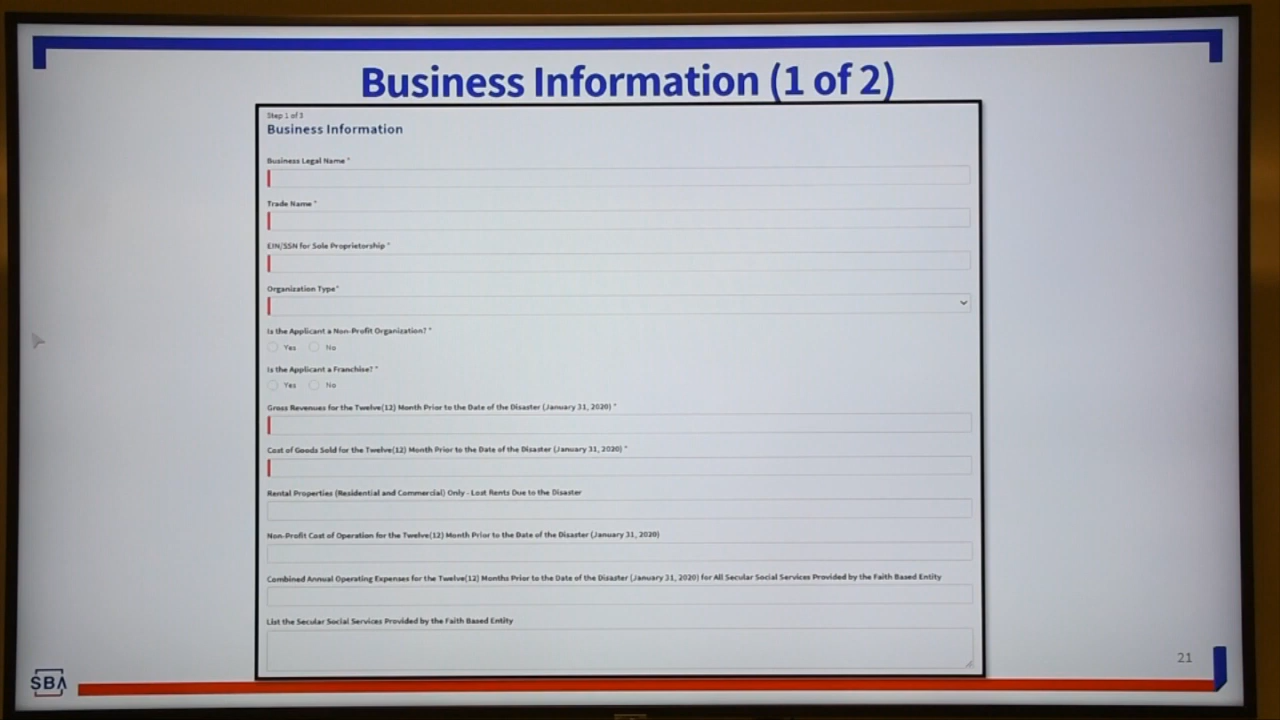 Business Information (1 of 2)
Step 1 of 3
Business Information
Business Legal Name *
Trade Name *
EIN/SSN for Sole Proprietorship *
Organization Type*
Is the Applicant a Non-Profit Organization? *
Yes No
Is the Applicant a Franchise? *
Yes No
Gross Revenues for the Twelve(12) Month Prior to the Date of the Disaster (January 31, 2020) *
Cost of Goods Sold for the Twelve(12) Month Prior to the Date of the Disaster (January 31, 2020) *
Rental Properties (Residential and Commercial) Only - Lost Rents Due to the Disaster
Non-Profit Cost of Operation for the Twelve(12) Month Prior to the Date of the Disaster (January 31, 2020)
Combined Annual Operating Expenses for the Twelve(12) Months Prior to the Date of the Disaster (January 31, 2020) for All Secular Social Services Provided by the Faith Based Entity
List the Secular Social Services Provided by the Faith Based Entity
21
SBA